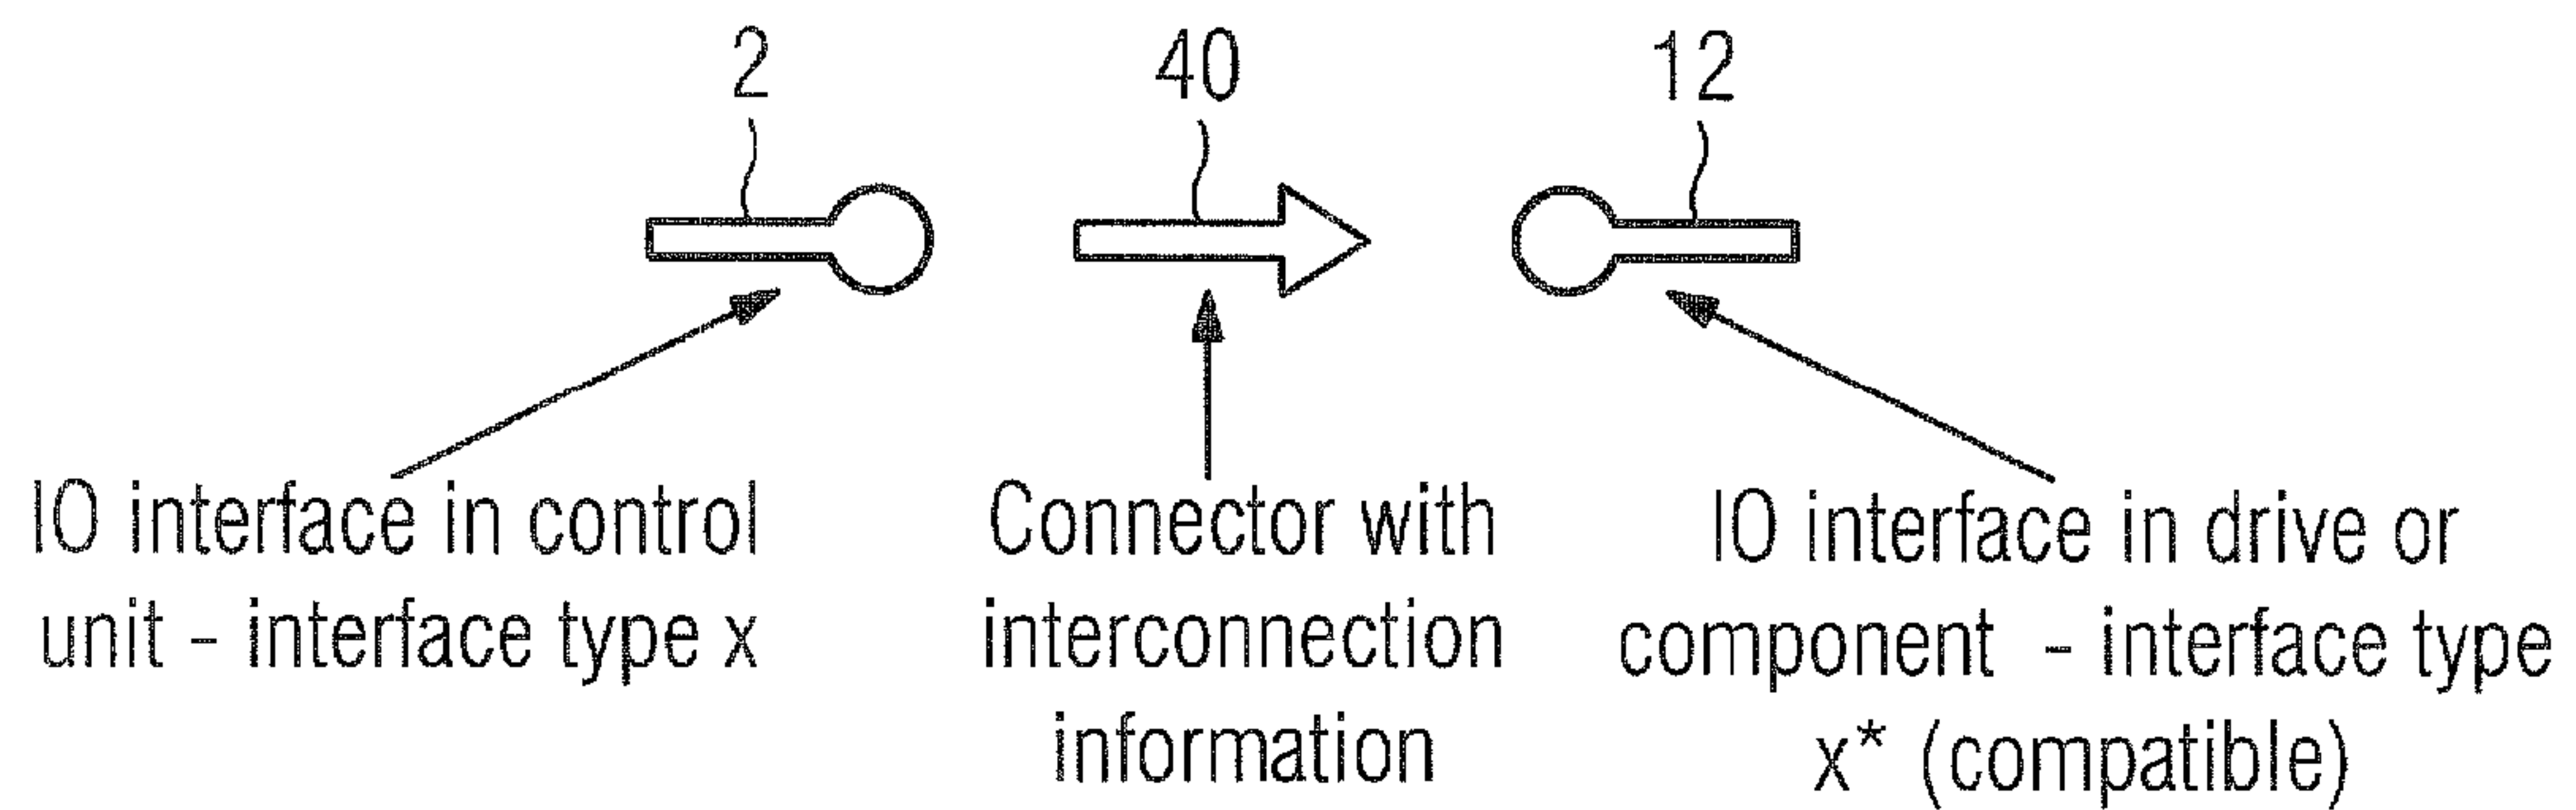 2 40 12
IO interface in control
unit - interface type x
Connector with
interconnection
information
IO interface in drive or
component - interface type
x* (compatible)